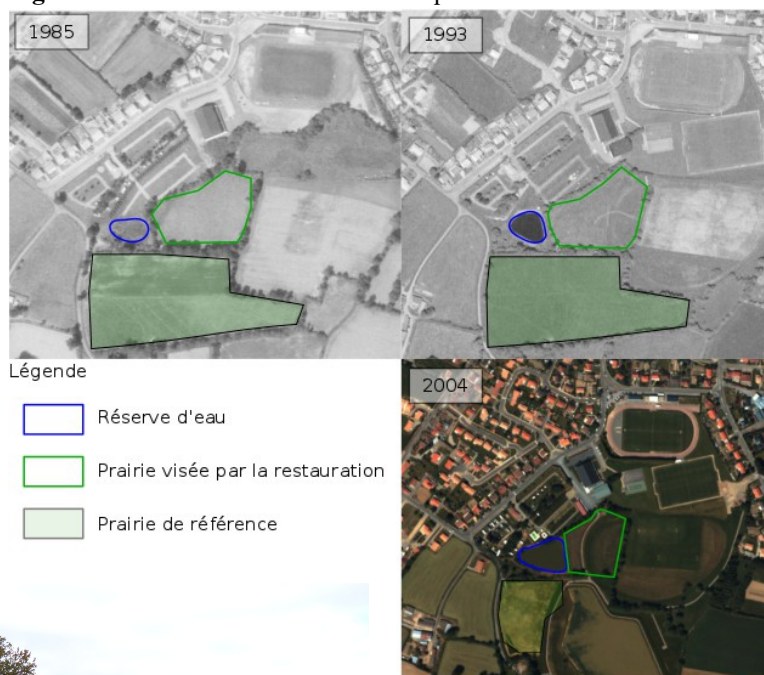 1985
1993
Légende
Réserve d'eau
Prairie visée par la restauration
Prairie de référence
2004